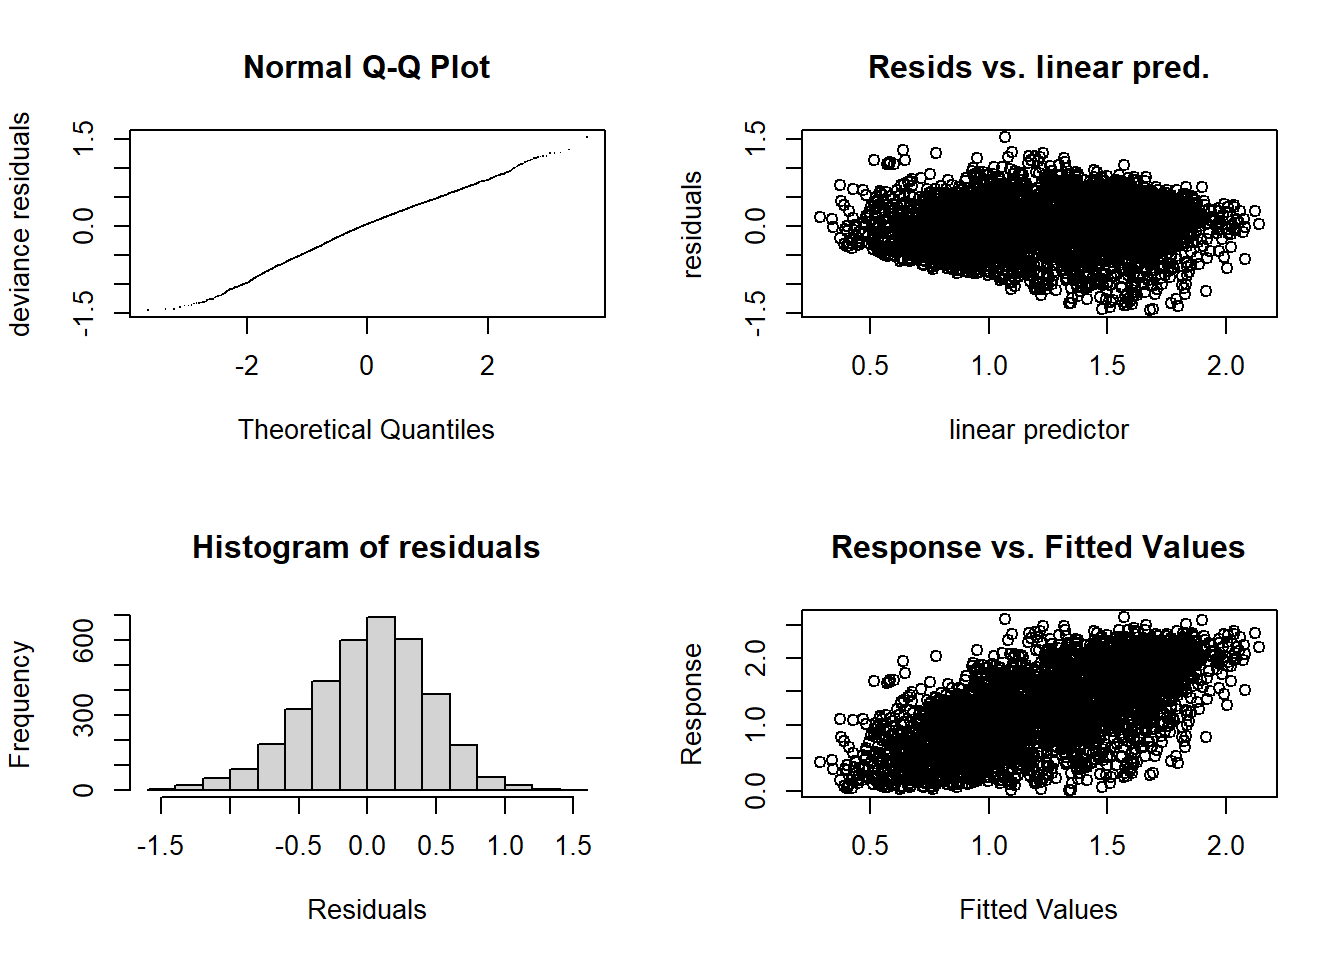 Normal Q-Q Plot
deviance residuals
1.5
0.0
-1.5
-2 0 2
Theoretical Quantiles
Resids vs. linear pred.
residuals
1.5
0.0
-1.5
0.5 1.0 1.5 2.0
linear predictor
Histogram of residuals
Frequency
600
300
0
-1.5 -0.5 0.0 0.5 1.0 1.5
Residuals
Response vs. Fitted Values
Response
2.0
1.0
0.0
0.5 1.0 1.5 2.0
Fitted Values